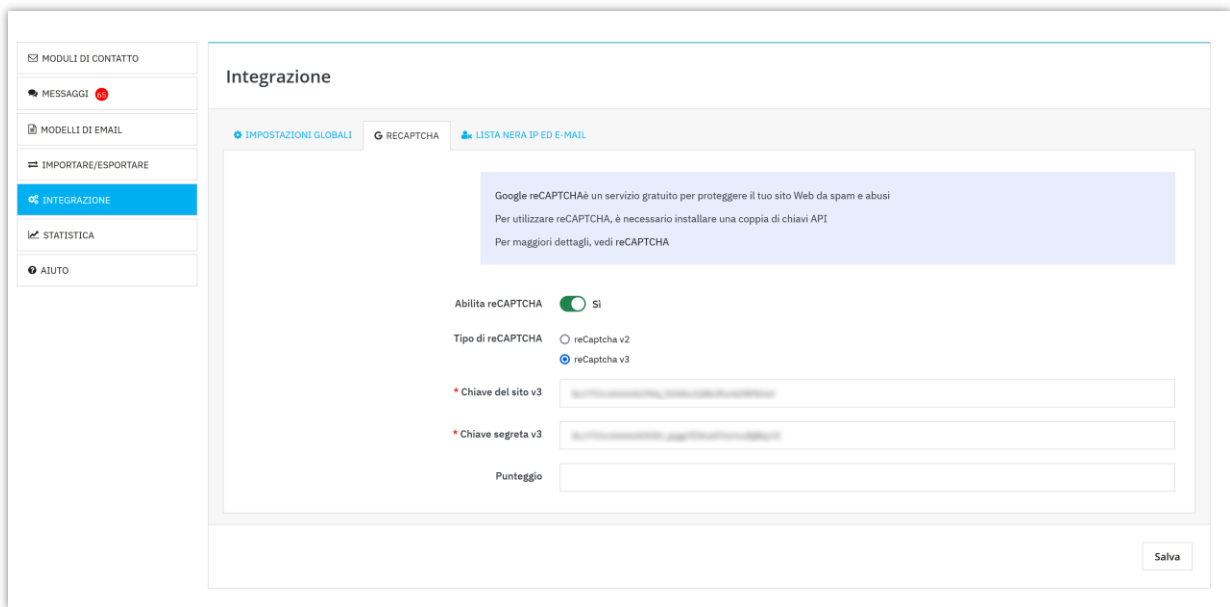 MODULI DI CONTATTO
MESSAGGI 65
MODELLI DI EMAIL
IMPORTARE/ESPORTARE
INTEGRAZIONE
STATISTICA
AIUTO
Integrazione
IMPOSTAZIONI GLOBALI
G RECAPTCHA
LISTA NERA IP ED E-MAIL
Google reCAPTCHAè un servizio gratuito per proteggere il tuo sito Web da spam e abusi
Per utilizzare reCAPTCHA, è necessario installare una coppia di chiavi API
Per maggiori dettagli, vedi reCAPTCHA
Abilita reCAPTCHA Sì
Tipo di reCAPTCHA reCaptcha v2
reCaptcha v3
* Chiave del sito v3
* Chiave segreta v3
Punteggio
Salva